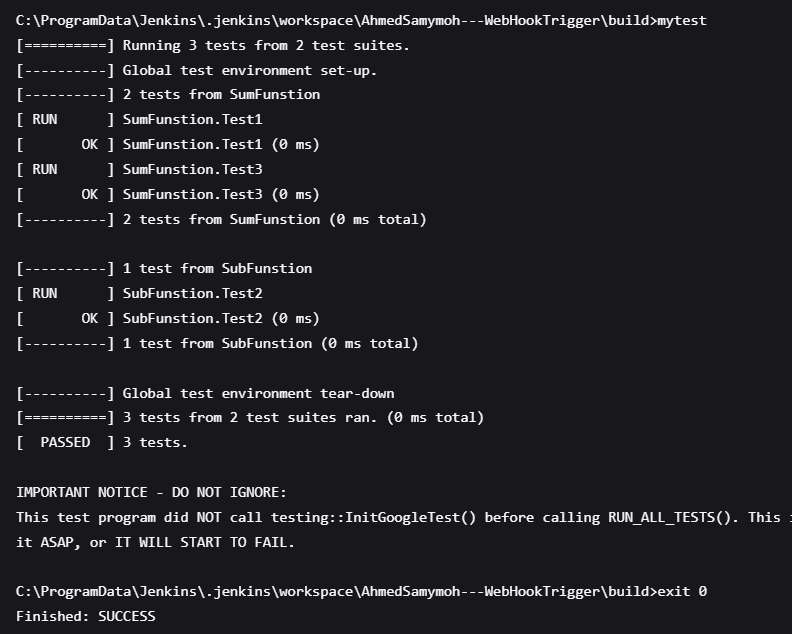 C:\ProgramData\Jenkins\.jenkins\workspace\AhmedSamymoh---WebHookTrigger\build>mytest
[==========] Running 3 tests from 2 test suites.
[----------] Global test environment set-up.
[----------] 2 tests from SumFunstion
[ RUN      ] SumFunstion.Test1
[       OK ] SumFunstion.Test1 (0 ms)
[ RUN      ] SumFunstion.Test3
[       OK ] SumFunstion.Test3 (0 ms)
[----------] 2 tests from SumFunstion (0 ms total)
[----------] 1 test from SubFunstion
[ RUN      ] SubFunstion.Test2
[       OK ] SubFunstion.Test2 (0 ms)
[----------] 1 test from SubFunstion (0 ms total)
[----------] Global test environment tear-down
[==========] 3 tests from 2 test suites ran. (0 ms total)
[  PASSED  ] 3 tests.
IMPORTANT NOTICE - DO NOT IGNORE:
This test program did NOT call testing::InitGoogleTest() before calling RUN_ALL_TESTS(). This
it ASAP, or IT WILL START TO FAIL.
C:\ProgramData\Jenkins\.jenkins\workspace\AhmedSamymoh---WebHookTrigger\build>exit 0
Finished: SUCCESS